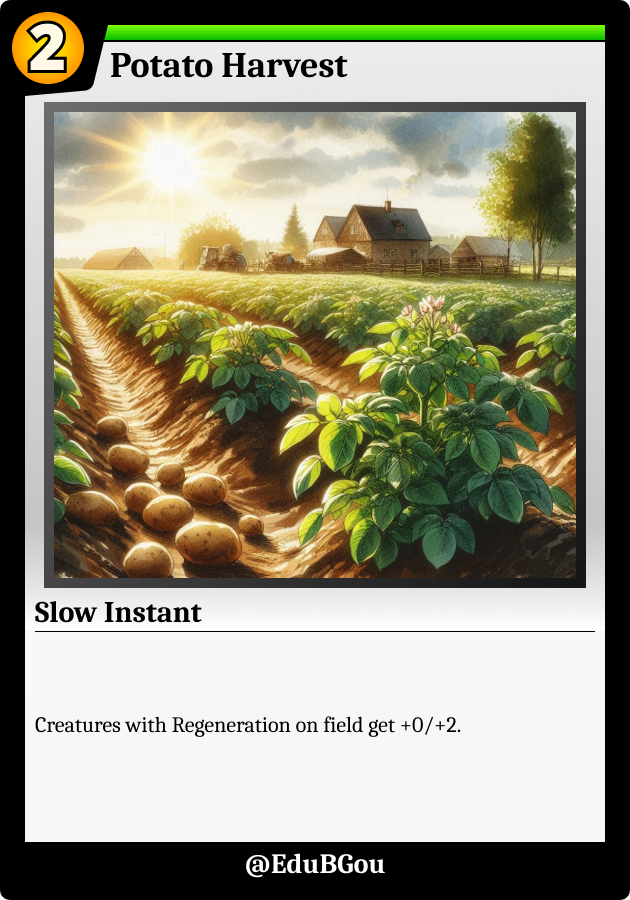 2
Potato Harvest
Slow Instant
Creatures with Regeneration on field get +0/+2.
@EduBGou